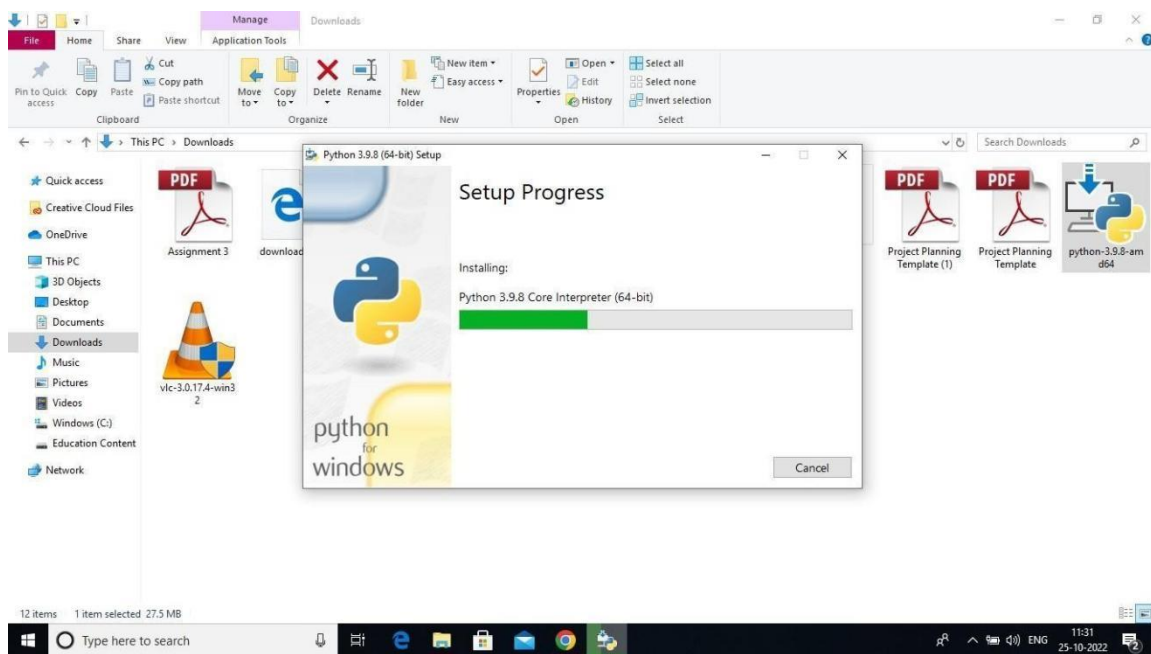 Manage
Downloads
File Home Share View Application Tools
Pin to Quick access
Copy
Paste
Cut
Copy path
Paste shortcut
Clipboard
Move to
Copy to
Delete
Rename
Organize
New folder
New item
Easy access
New
Properties
Open
Edit
History
Open
Select all
Select none
Invert selection
Select
This PC > Downloads
Search Downloads
Quick access
Creative Cloud Files
OneDrive
This PC
3D Objects
Desktop
Documents
Downloads
Music
Pictures
Videos
Windows (C:)
Education Content
Network
PDF
Assignment 3
download
vlc-3.0.17.4-win3
2
Python 3.9.8 (64-bit) Setup
Setup Progress
Installing:
Python 3.9.8 Core Interpreter (64-bit)
python
for
windows
Cancel
PDF
Project Planning
Template (1)
PDF
Project Planning
Template
python-3.9.8-am
d64
12 items 1 item selected 27.5 MB
Type here to search
ENG
11:31
25-10-2022
2